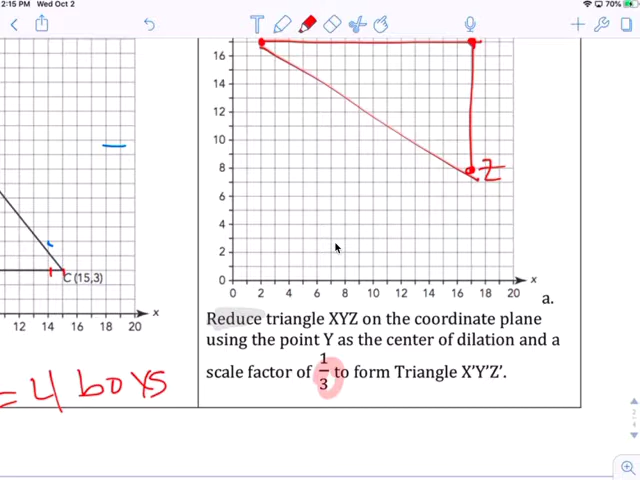 2:15 PM Wed Oct 2
70%
T
16
14
12
10
8
6
4
2
0
Z
0 2 4 6 8 10 12 14 16 18 20
x
C (15,3)
12 14 16 18 20
x
a.
Reduce triangle XYZ on the coordinate plane
using the point Y as the center of dilation and a
scale factor of 1/3 to form Triangle X'Y'Z'.
= 4 boys